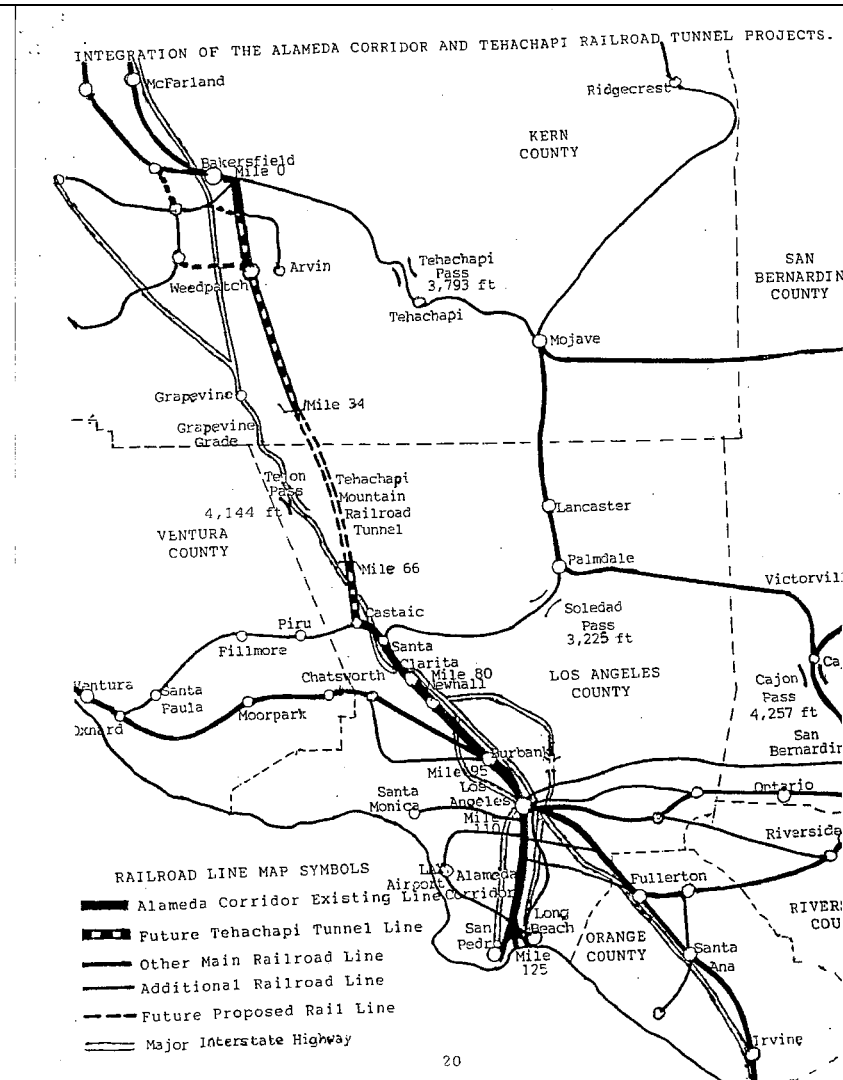 INTEGRATION OF THE ALAMEDA CORRIDOR AND TEHACHAPI RAILROAD TUNNEL PROJECTS.
McFarland
Ridgecrest
KERN
COUNTY
Bakersfield
Mile 0
Tehachapi
Pass
3,793 ft
SAN
BERNARDIN
COUNTY
Arvin
Weedpatch
Tehachapi
Mojave
Grapevine
Mile 34
Grapevine
Grade
Tejon
Pass
4,144 ft
Tehachapi
Mountain
Railroad
Tunnel
Lancaster
VENTURA
COUNTY
Mile 66
Palmdale
Victorvill
Castaic
Soledad
Pass
3,225 ft
Piru
Fillmore
Santa
Clarita
Mile 80
Newhall
LOS ANGELES
COUNTY
Cajon
Pass
4,257 ft
Ca
Chatsworth
Ventura
Santa
Paula
Oxnard
Moorpark
San
Bernardin
Burbank
Mile 95
Los
Angeles
Mile
110
Santa
Monica
Ontario
Riverside
LAX
Airport
Alameda
Corridor
Fullerton
RIVERS
COU
Long
Beach
San
Pedro
Mile
125
ORANGE
COUNTY
Santa
Ana
Irvine
RAILROAD LINE MAP SYMBOLS
Alameda Corridor Existing Line
Future Tehachapi Tunnel Line
Other Main Railroad Line
Additional Railroad Line
Future Proposed Rail Line
Major Interstate Highway
20